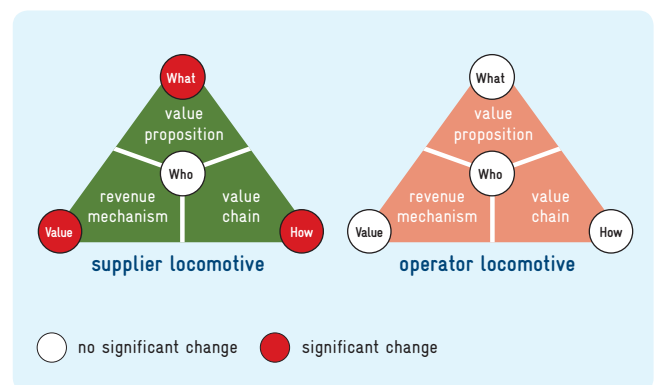 What
value
proposition
Who
revenue
mechanism
value
chain
Value
How
supplier locomotive
What
value
proposition
Who
revenue
mechanism
value
chain
Value
How
operator locomotive
no significant change
significant change